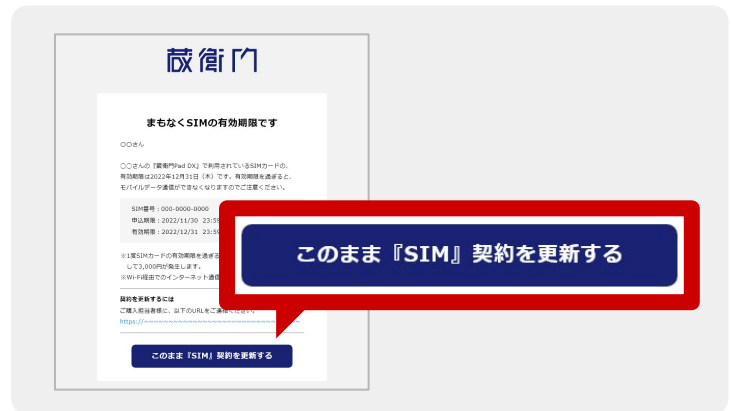 蔵衛門
まもなくSIMの有効期限です
○○さん
○○さんの『蔵衛門Pad DX』で利用されているSIMカードの、
有効期限は2022年12月31日（木）です。有効期限を過ぎると、
モバイルデータ通信ができなくなりますのでご注意ください。
SIM番号：000-0000-0000
申込期限：2022/11/30 23:59
有効期限：2022/12/31 23:59
※1度SIMカードの有効期限を過ぎる
して3,000円が発生します。
※Wi-Fi経由でのインターネット通信
契約を更新するには
ご購入担当者様に、以下のURLをご連絡ください。
https://~~~~~~~~~~~~~~~~~~~~~~~~~~~~~~
このまま『SIM』契約を更新する
このまま『SIM』契約を更新する